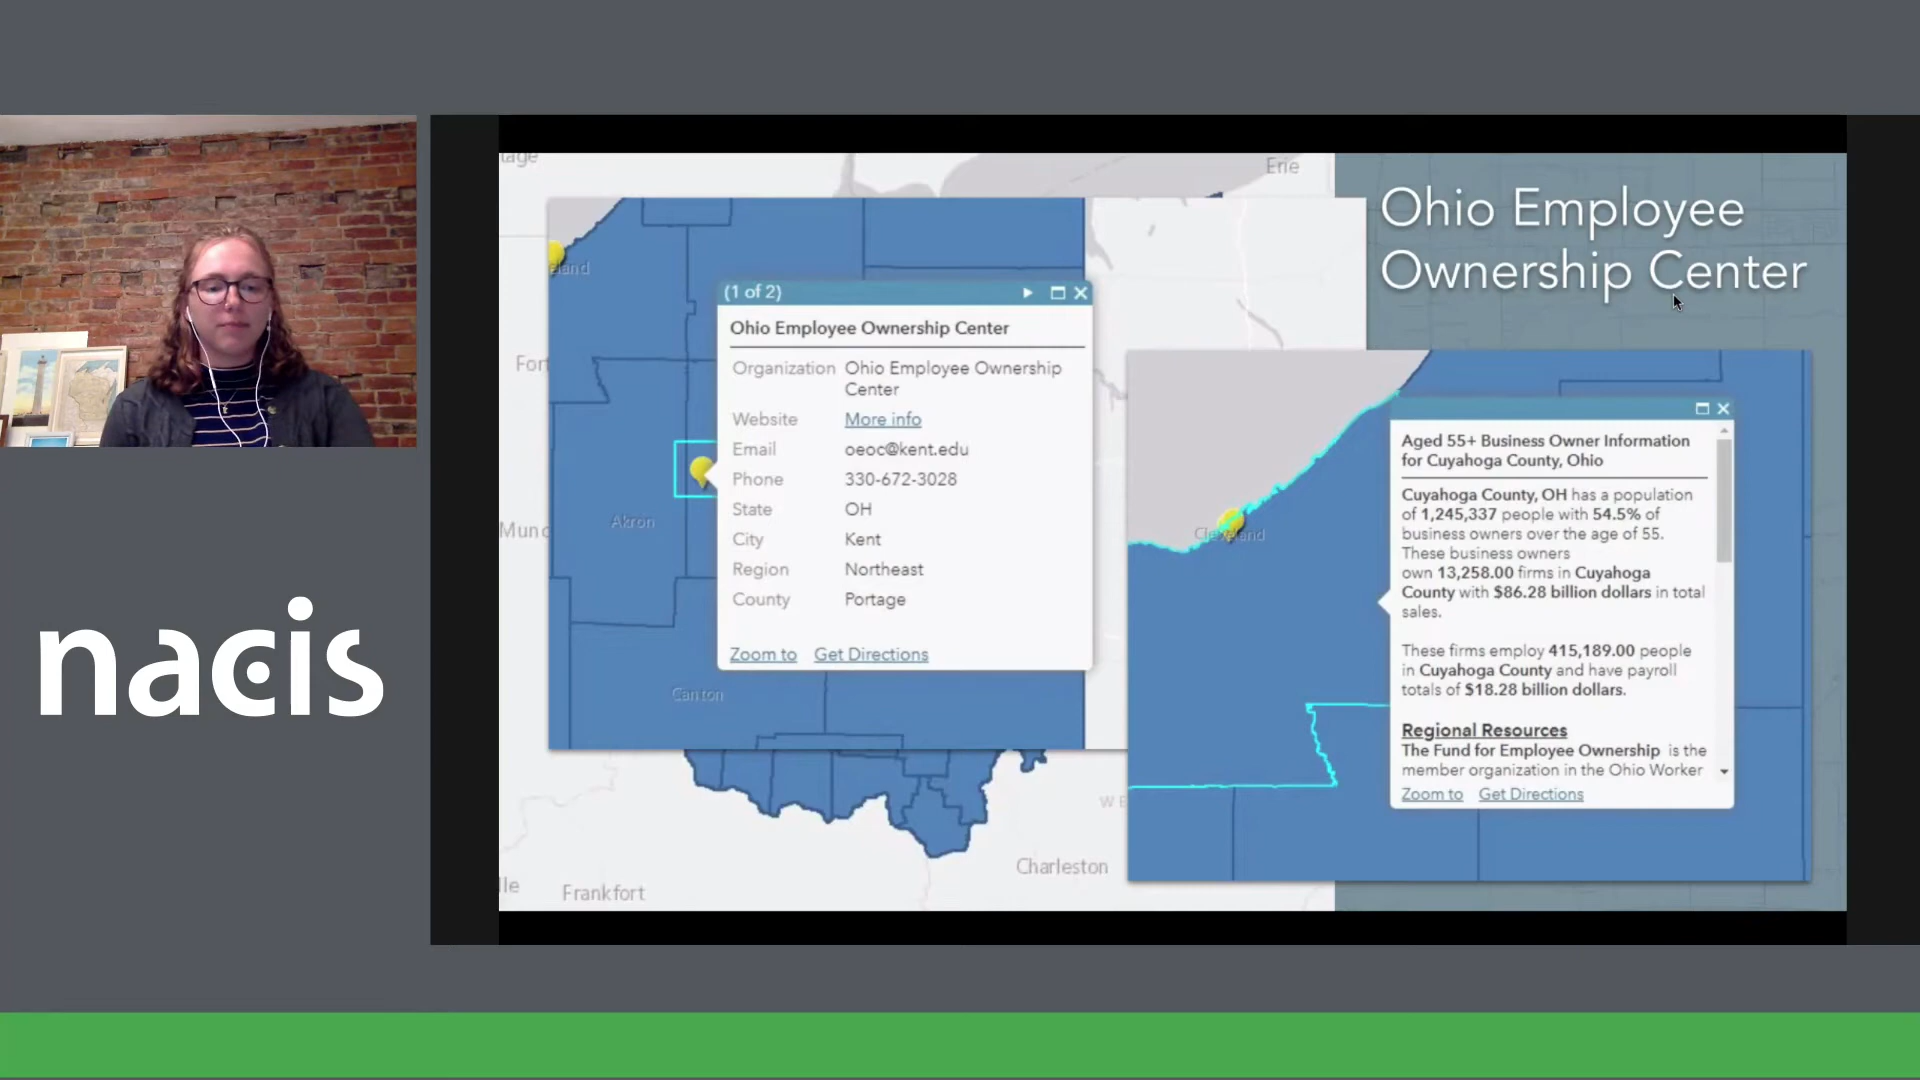 nacis
Ohio Employee
Ownership Center
Erie
(1 of 2)
Ohio Employee Ownership Center
Organization Ohio Employee Ownership
Center
Website More info
Email oeoc@kent.edu
Phone 330-672-3028
State OH
City Kent
Region Northeast
County Portage
Zoom to Get Directions
Akron
Canton
Charleston
Frankfort
Cleveland
Aged 55+ Business Owner Information
for Cuyahoga County, Ohio
Cuyahoga County, OH has a population
of 1,245,337 people with 54.5% of
business owners over the age of 55.
These business owners
own 13,258.00 firms in Cuyahoga
County with $86.28 billion dollars in total
sales.
These firms employ 415,189.00 people
in Cuyahoga County and have payroll
totals of $18.28 billion dollars.
Regional Resources
The Fund for Employee Ownership is the
member organization in the Ohio Worker
Zoom to Get Directions